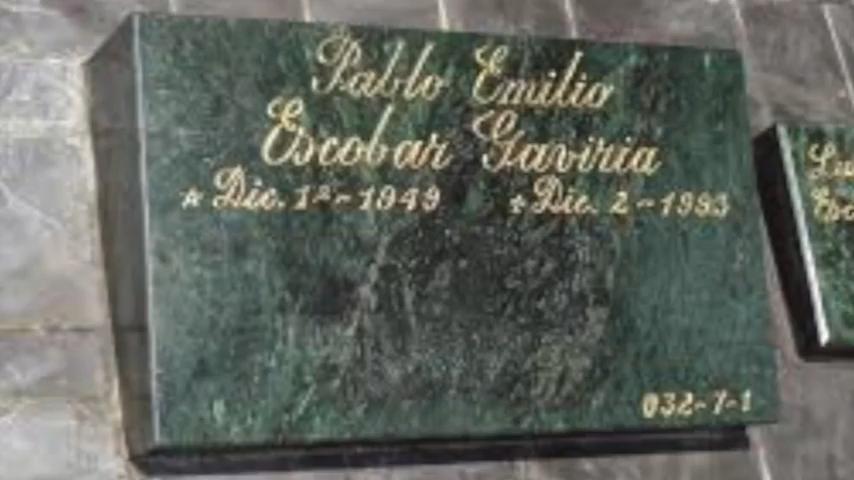 Pablo Emilio
Escobar Gaviria
★ Dic. 1º-1949 ✝ Dic. 2-1993
032-7-1